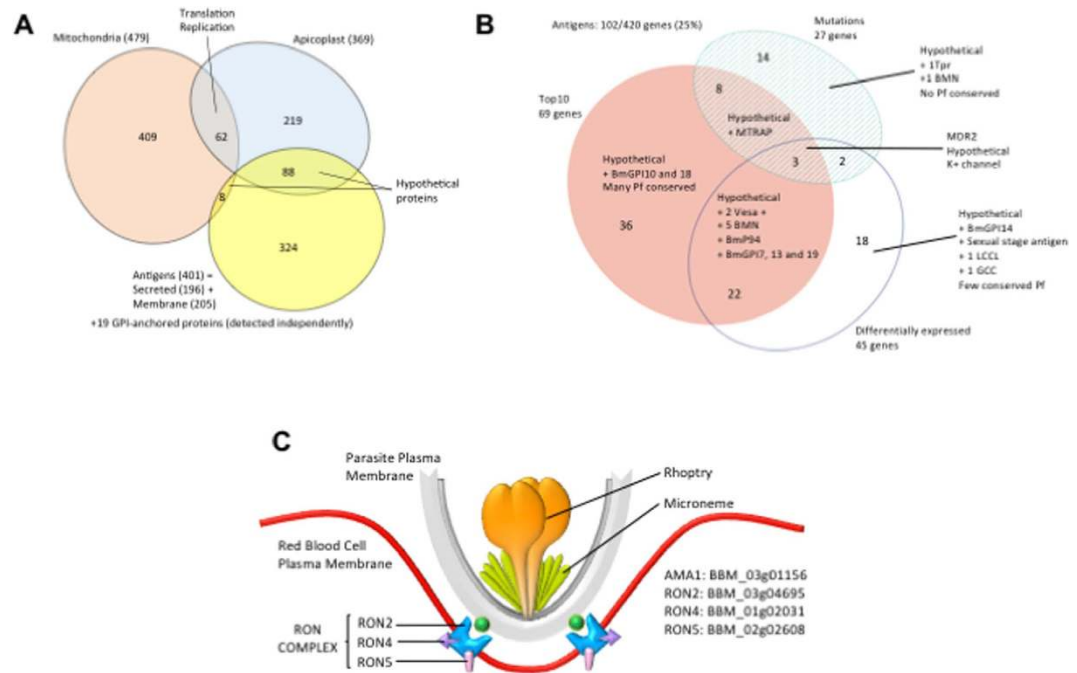 A
Translation
Replication
Mitochondria (479)
Apicoplast (369)
409
62
219
88
8
324
Hypothetical
proteins
Antigens (401) =
Secreted (196) +
Membrane (205)
+19 GPI-anchored proteins (detected independently)
B
Antigens: 102/420 genes (25%)
Mutations
27 genes
Top10
69 genes
14
8
Hypothetical
+ 1Tpr
+1 BMN
No Pf conserved
Hypothetical
+ MTRAP
MDR2
Hypothetical
K+ channel
3
2
Hypothetical
+ BmGPI10 and 18
Many Pf conserved
36
Hypothetical
+ 2 Vesa +
+ 5 BMN
+ BmP94
+ BmGPI7, 13 and 19
22
18
Hypothetical
+ BmGPI14
+ Sexual stage antigen
+ 1 LCCL
+ 1 GCC
Few conserved Pf
Differentially expressed
45 genes
C
Parasite Plasma
Membrane
Rhoptry
Microneme
Red Blood Cell
Plasma Membrane
AMA1: BBM_03g01156
RON2: BBM_03g04695
RON4: BBM_01g02031
RON5: BBM_02g02608
RON
COMPLEX
RON2
RON4
RON5